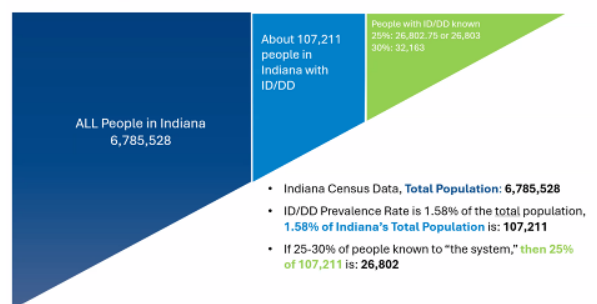 ALL People in Indiana
6,785,528
About 107,211
people in
Indiana with
ID/DD
People with ID/DD known
25%: 26,802.75 or 26,803
30%: 32,163
• Indiana Census Data, Total Population: 6,785,528
• ID/DD Prevalence Rate is 1.58% of the total population,
1.58% of Indiana's Total Population is: 107,211
• If 25-30% of people known to “the system,” then 25%
of 107,211 is: 26,802